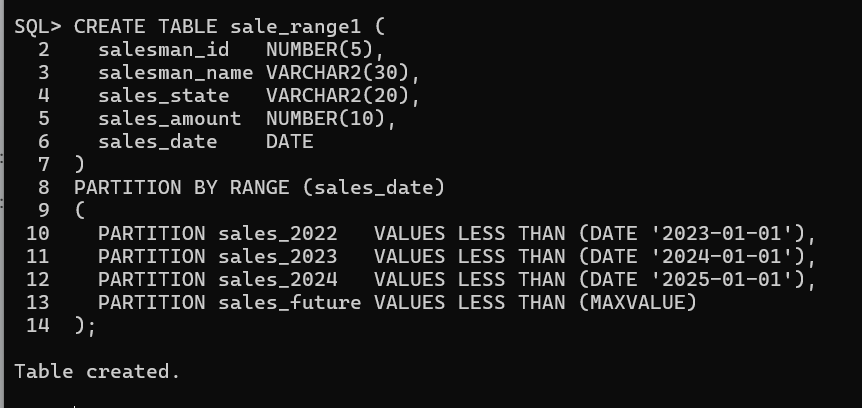 SQL> CREATE TABLE sale_range1 (
  2    salesman_id   NUMBER(5),
  3    salesman_name VARCHAR2(30),
  4    sales_state   VARCHAR2(20),
  5    sales_amount  NUMBER(10),
  6    sales_date    DATE
  7  )
  8  PARTITION BY RANGE (sales_date)
  9  (
 10    PARTITION sales_2022   VALUES LESS THAN (DATE '2023-01-01'),
 11    PARTITION sales_2023   VALUES LESS THAN (DATE '2024-01-01'),
 12    PARTITION sales_2024   VALUES LESS THAN (DATE '2025-01-01'),
 13    PARTITION sales_future VALUES LESS THAN (MAXVALUE)
 14  );
Table created.